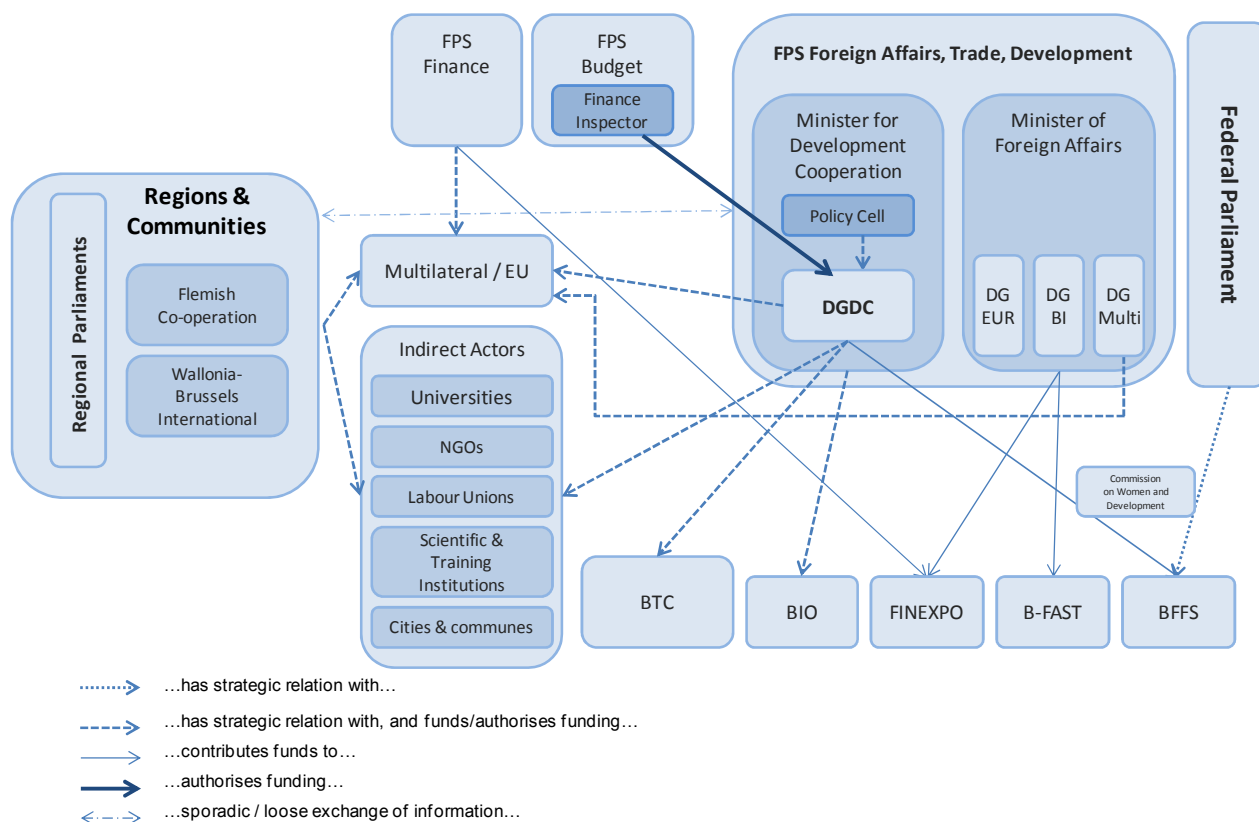 FPS
Finance
FPS
Budget
Finance
Inspector
FPS Foreign Affairs, Trade, Development
Minister for
Development
Cooperation
Policy Cell
DGDC
Minister of
Foreign Affairs
DG
EUR
DG
BI
DG
Multi
Federal Parliament
Regions &
Communities
Regional Parliaments
Flemish
Co-operation
Wallonia-
Brussels
International
Multilateral / EU
Indirect Actors
Universities
NGOs
Labour Unions
Scientific &
Training
Institutions
Cities & communes
Commission
on Women and
Development
BTC
BIO
FINEXPO
B-FAST
BFFS
…has strategic relation with…
…has strategic relation with, and funds/authorises funding…
…contributes funds to…
…authorises funding…
…sporadic / loose exchange of information…